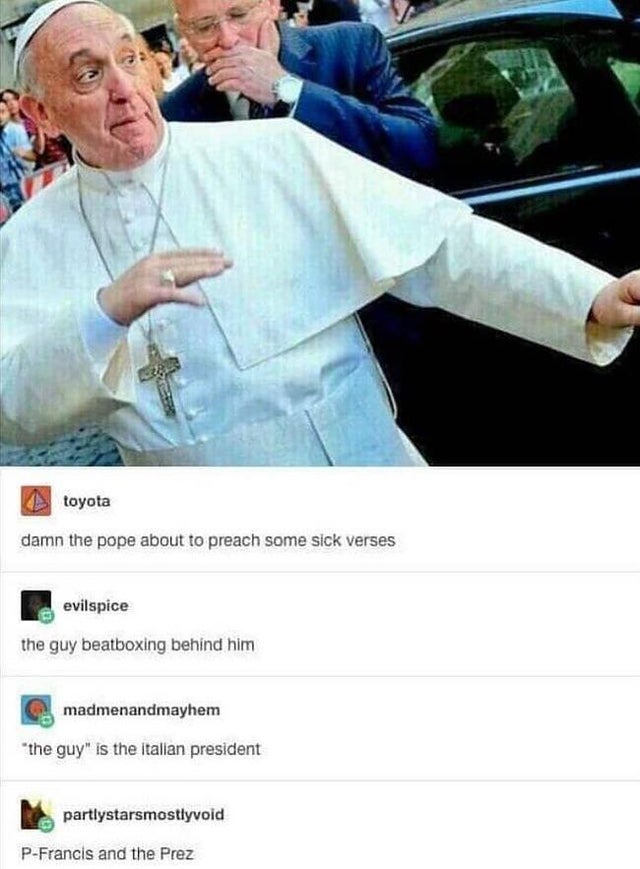 toyota
damn the pope about to preach some sick verses
evilspice
the guy beatboxing behind him
madmenandmayhem
"the guy" is the italian president
partlystarsmostlyvoid
P-Francis and the Prez